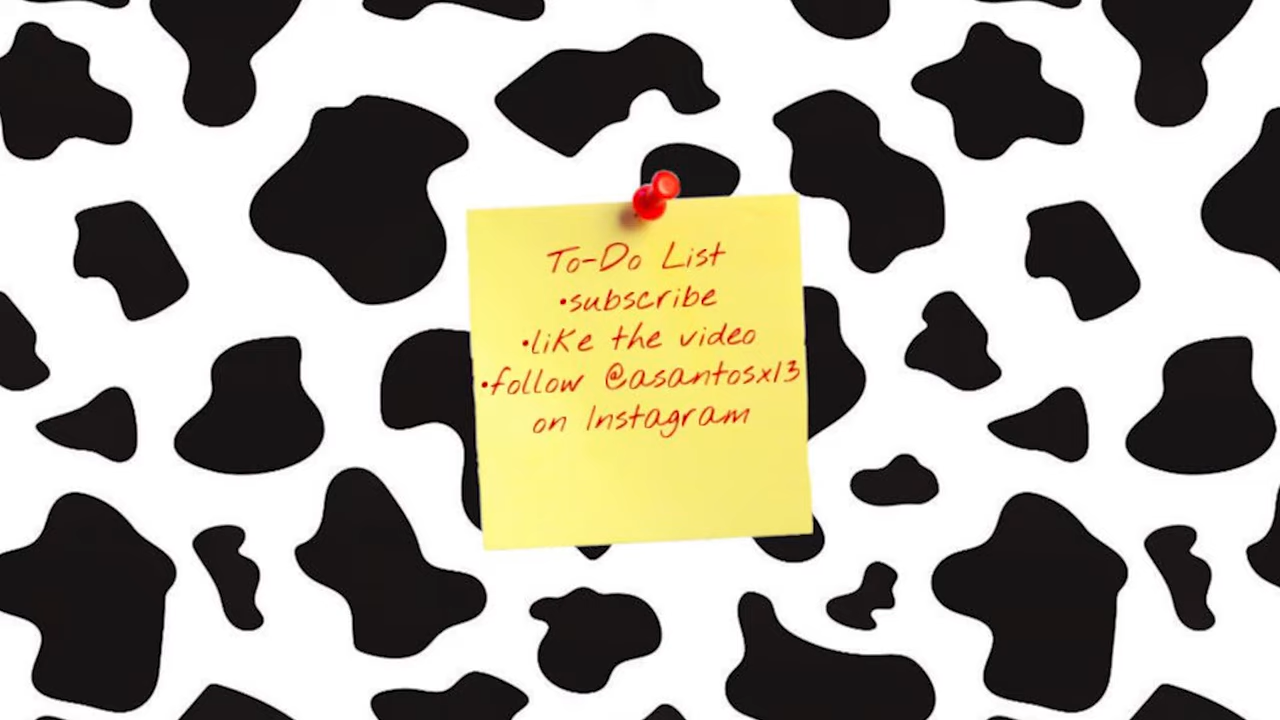 To-Do List
•subscribe
•like the video
•follow @asantosx13
on Instagram